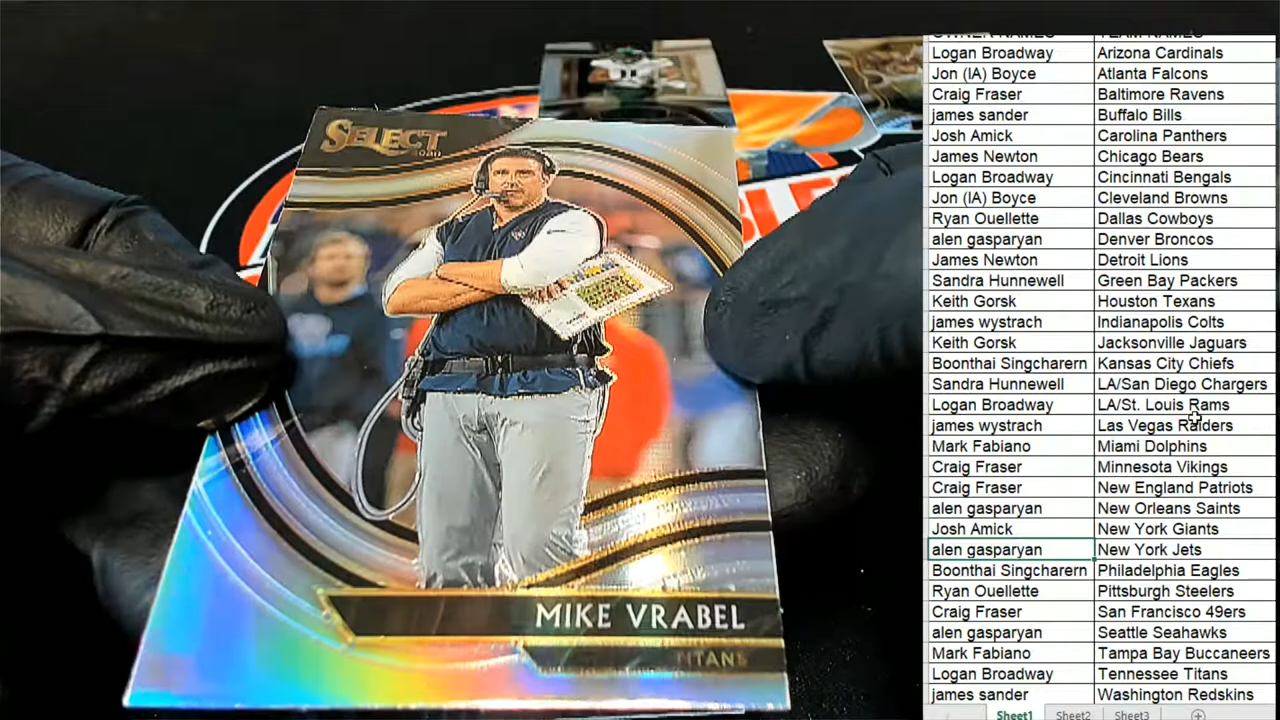 SELECT
2020
MIKE VRABEL
TITANS
OWNER NAMES TEAM NAMES
Logan Broadway Arizona Cardinals
Jon (IA) Boyce Atlanta Falcons
Craig Fraser Baltimore Ravens
james sander Buffalo Bills
Josh Amick Carolina Panthers
James Newton Chicago Bears
Logan Broadway Cincinnati Bengals
Jon (IA) Boyce Cleveland Browns
Ryan Ouellette Dallas Cowboys
alen gasparyan Denver Broncos
James Newton Detroit Lions
Sandra Hunnewell Green Bay Packers
Keith Gorsk Houston Texans
james wystrach Indianapolis Colts
Keith Gorsk Jacksonville Jaguars
Boonthai Singcharern Kansas City Chiefs
Sandra Hunnewell LA/San Diego Chargers
Logan Broadway LA/St. Louis Rams
james wystrach Las Vegas Raiders
Mark Fabiano Miami Dolphins
Craig Fraser Minnesota Vikings
Craig Fraser New England Patriots
alen gasparyan New Orleans Saints
Josh Amick New York Giants
alen gasparyan New York Jets
Boonthai Singcharern Philadelphia Eagles
Ryan Ouellette Pittsburgh Steelers
Craig Fraser San Francisco 49ers
alen gasparyan Seattle Seahawks
Mark Fabiano Tampa Bay Buccaneers
Logan Broadway Tennessee Titans
james sander Washington Redskins
Sheet1 Sheet2 Sheet3